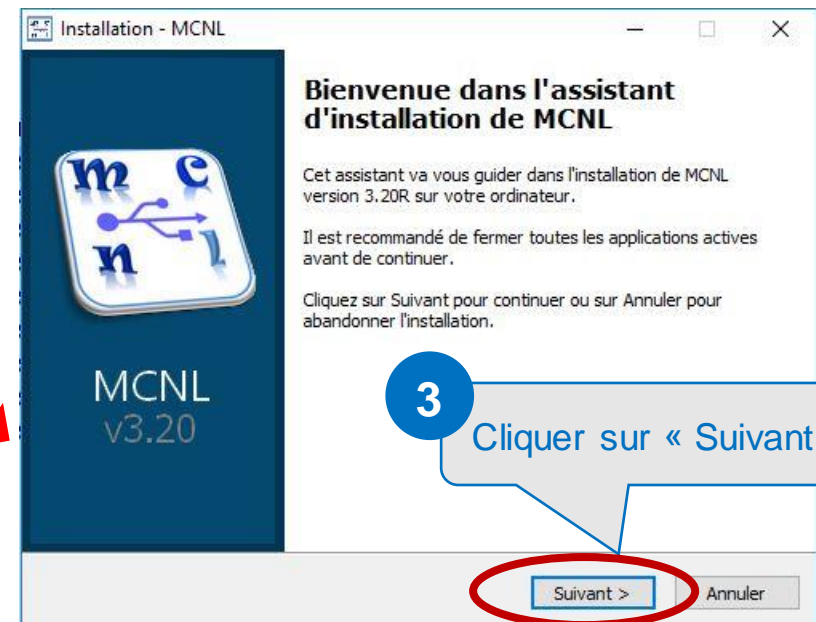 Installation - MCNL
Bienvenue dans l'assistant
d'installation de MCNL
Cet assistant va vous guider dans l'installation de MCNL
version 3.20R sur votre ordinateur.
Il est recommandé de fermer toutes les applications actives
avant de continuer.
Cliquez sur Suivant pour continuer ou sur Annuler pour
abandonner l'installation.
m c
n l
MCNL
v3.20
3
Cliquer sur « Suivant
Suivant >
Annuler